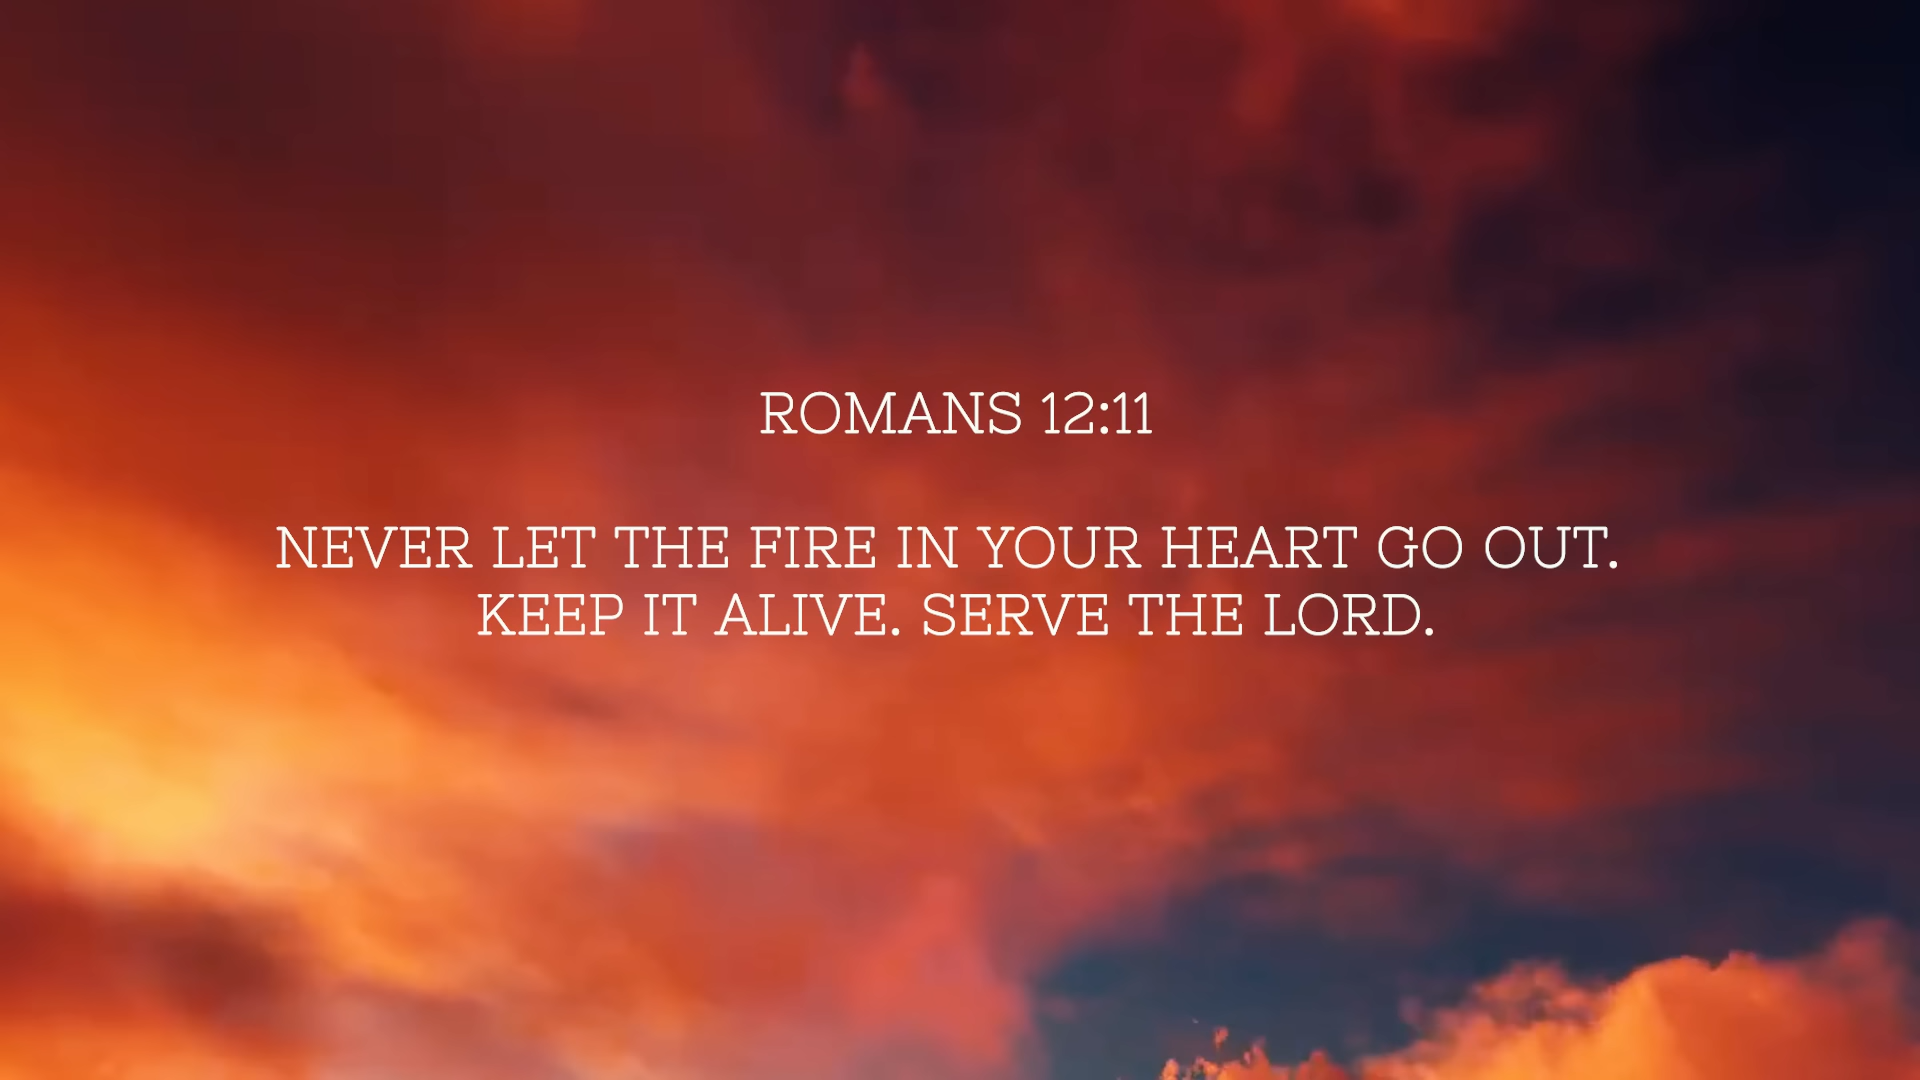 ROMANS 12:11
NEVER LET THE FIRE IN YOUR HEART GO OUT.
KEEP IT ALIVE. SERVE THE LORD.